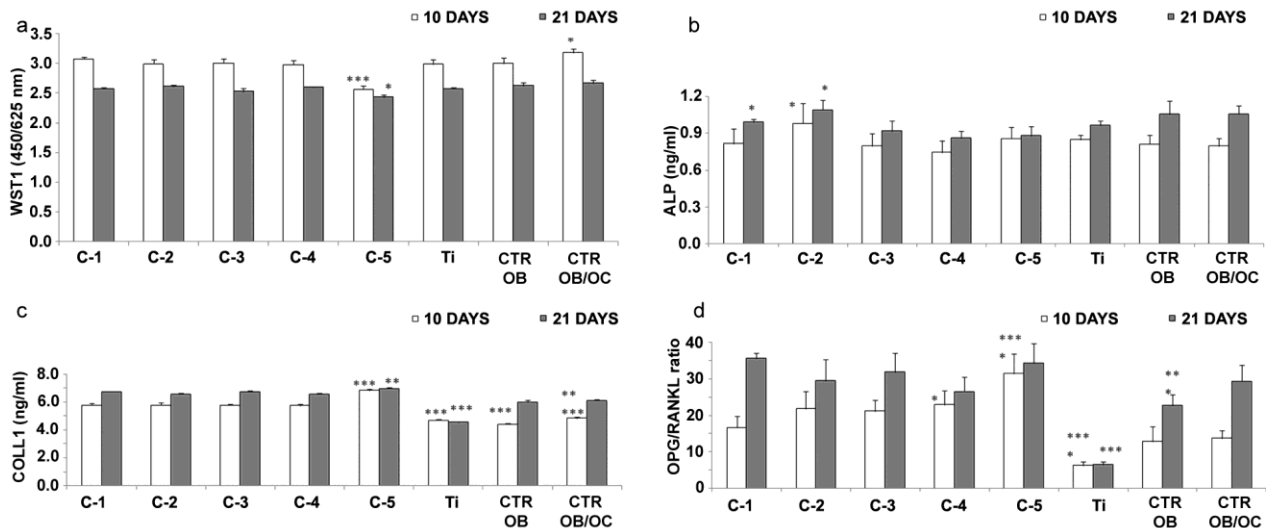 a
10 DAYS 21 DAYS
3.5
3.0
2.5
2.0
1.5
1.0
0.5
0.0
WST1 (450/625 nm)
*
*** *
C-1 C-2 C-3 C-4 C-5 Ti CTR OB CTR OB/OC
b
10 DAYS 21 DAYS
1.2
0.9
0.6
0.3
0.0
ALP (ng/ml)
* * *
C-1 C-2 C-3 C-4 C-5 Ti CTR OB CTR OB/OC
c
10 DAYS 21 DAYS
8.0
6.0
4.0
2.0
0.0
COLL1 (ng/ml)
*** ** *** *** *** ** ***
C-1 C-2 C-3 C-4 C-5 Ti CTR OB CTR OB/OC
d
10 DAYS 21 DAYS
40
30
20
10
0
OPG/RANKL ratio
* *** * *** * *** ** *
C-1 C-2 C-3 C-4 C-5 Ti CTR OB CTR OB/OC